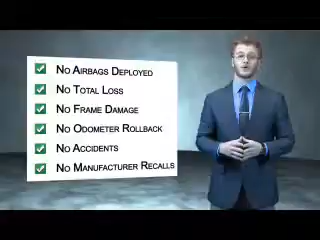 No Airbags Deployed
No Total Loss
No Frame Damage
No Odometer Rollback
No Accidents
No Manufacturer Recalls